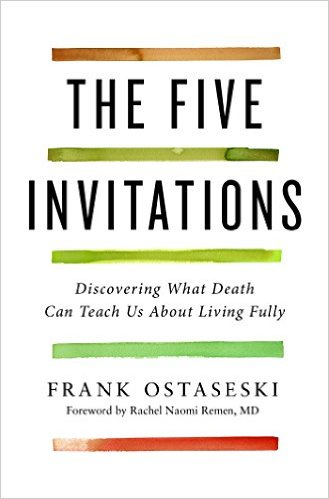 THE FIVE
INVITATIONS
Discovering What Death
Can Teach Us About Living Fully
FRANK OSTASESKI
Foreword by Rachel Naomi Remen, MD